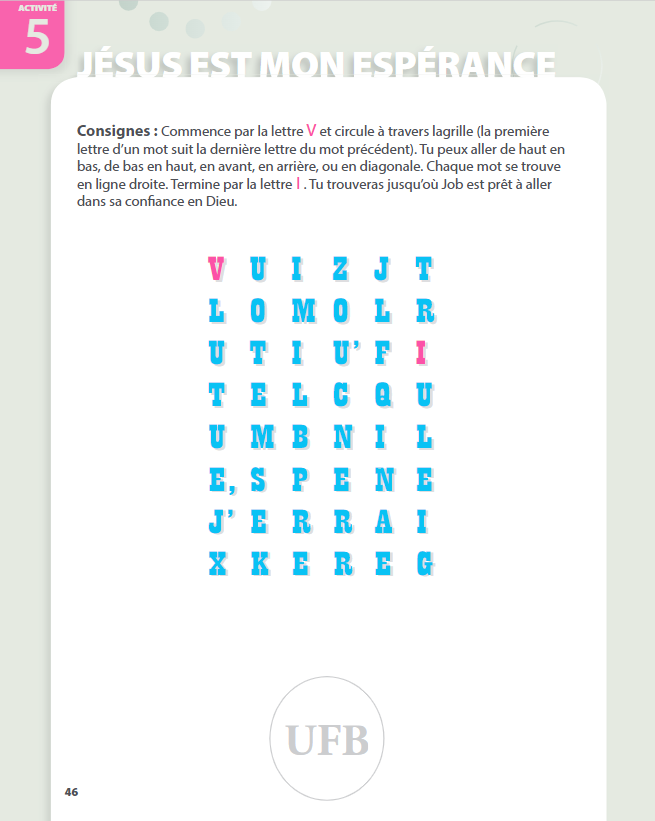 ACTIVITÉ
5
JÉSUS EST MON ESPÉRANCE
Consignes : Commence par la lettre V et circule à travers lagrille (la première
lettre d'un mot suit la dernière lettre du mot précédent). Tu peux aller de haut en
bas, de bas en haut, en avant, en arrière, ou en diagonale. Chaque mot se trouve
en ligne droite. Termine par la lettre I . Tu trouveras jusqu'où Job est prêt à aller
dans sa confiance en Dieu.
V U I Z J T
L O M O L R
U T I U' F I
T E L C Q U
U M B N I L
E, S P E N E
J' E R R A I
X K E R E G
UFB
46